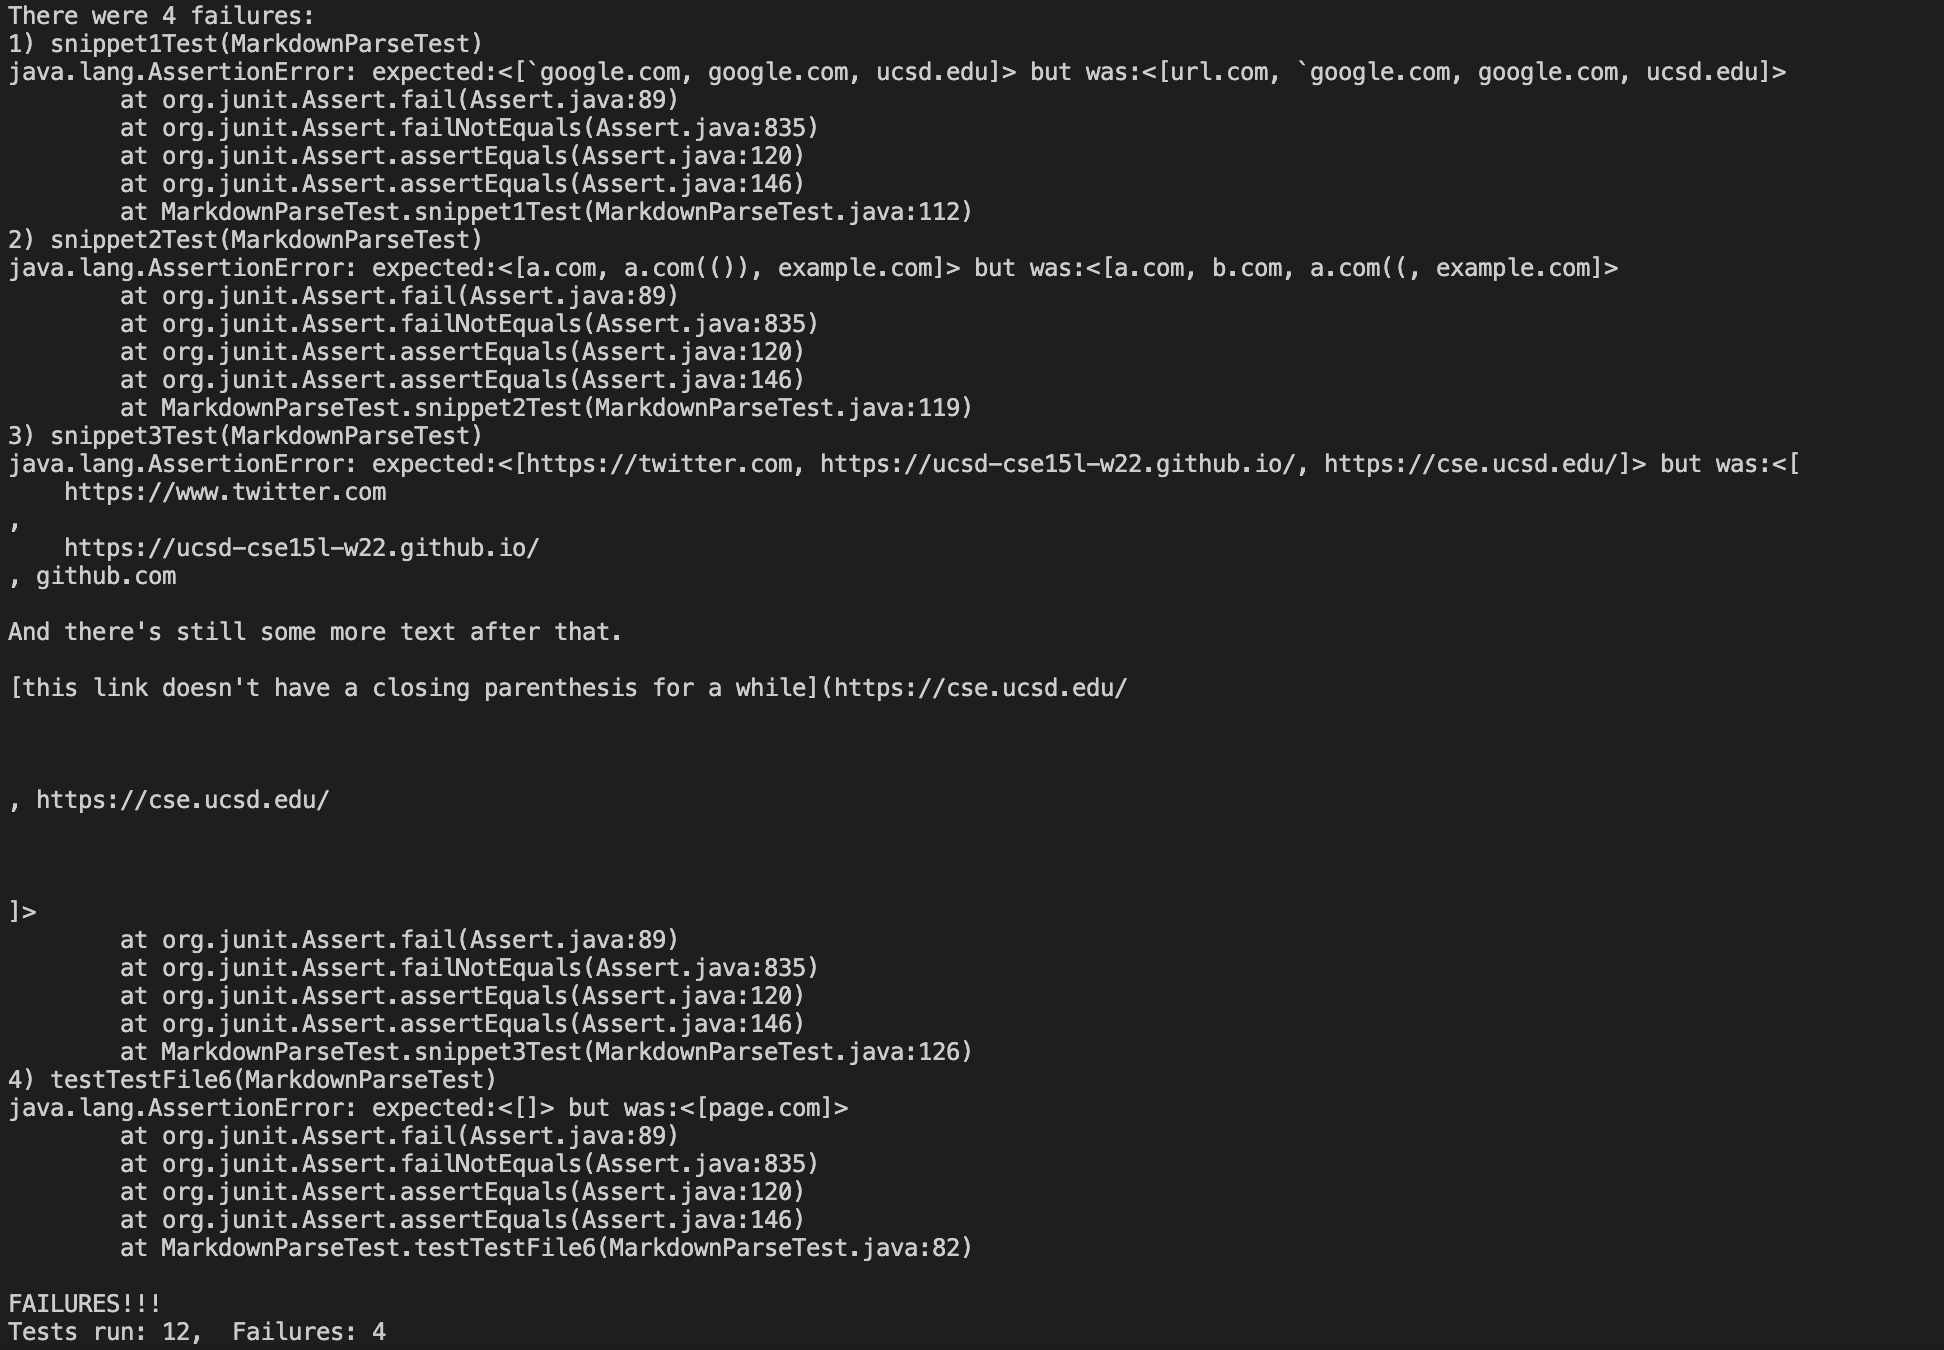 There were 4 failures:
1) snippet1Test(MarkdownParseTest)
java.lang.AssertionError: expected:<[`google.com, google.com, ucsd.edu]> but was:<[url.com, `google.com, google.com, ucsd.edu]>
        at org.junit.Assert.fail(Assert.java:89)
        at org.junit.Assert.failNotEquals(Assert.java:835)
        at org.junit.Assert.assertEquals(Assert.java:120)
        at org.junit.Assert.assertEquals(Assert.java:146)
        at MarkdownParseTest.snippet1Test(MarkdownParseTest.java:112)
2) snippet2Test(MarkdownParseTest)
java.lang.AssertionError: expected:<[a.com, a.com(()), example.com]> but was:<[a.com, b.com, a.com((, example.com]>
        at org.junit.Assert.fail(Assert.java:89)
        at org.junit.Assert.failNotEquals(Assert.java:835)
        at org.junit.Assert.assertEquals(Assert.java:120)
        at org.junit.Assert.assertEquals(Assert.java:146)
        at MarkdownParseTest.snippet2Test(MarkdownParseTest.java:119)
3) snippet3Test(MarkdownParseTest)
java.lang.AssertionError: expected:<[https://twitter.com, https://ucsd-cse15l-w22.github.io/, https://cse.ucsd.edu/]> but was:<[
    https://www.twitter.com
,
    https://ucsd-cse15l-w22.github.io/
, github.com

And there's still some more text after that.

[this link doesn't have a closing parenthesis for a while](https://cse.ucsd.edu/



, https://cse.ucsd.edu/



]>
        at org.junit.Assert.fail(Assert.java:89)
        at org.junit.Assert.failNotEquals(Assert.java:835)
        at org.junit.Assert.assertEquals(Assert.java:120)
        at org.junit.Assert.assertEquals(Assert.java:146)
        at MarkdownParseTest.snippet3Test(MarkdownParseTest.java:126)
4) testTestFile6(MarkdownParseTest)
java.lang.AssertionError: expected:<[]> but was:<[page.com]>
        at org.junit.Assert.fail(Assert.java:89)
        at org.junit.Assert.failNotEquals(Assert.java:835)
        at org.junit.Assert.assertEquals(Assert.java:120)
        at org.junit.Assert.assertEquals(Assert.java:146)
        at MarkdownParseTest.testTestFile6(MarkdownParseTest.java:82)

FAILURES!!!
Tests run: 12,  Failures: 4